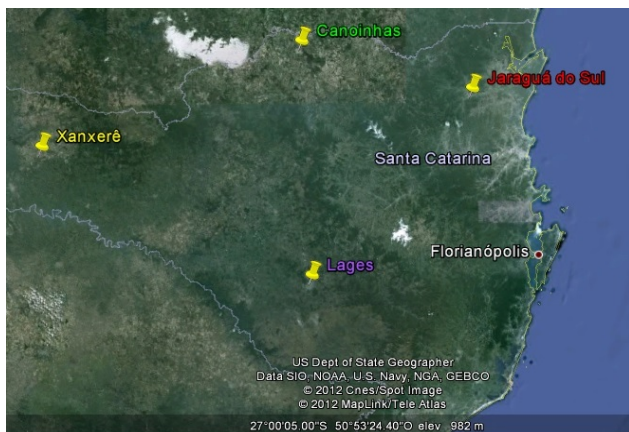 Canoinhas
Jaraguá do Sul
Xanxerê
Santa Catarina
Florianópolis
Lages
US Dept of State Geographer
Data SIO, NOAA, U.S. Navy, NGA, GEBCO
© 2012 Cnes/Spot Image
© 2012 MapLink/Tele Atlas
27°00'05.00"S 50°53'24.40"O elev 982 m